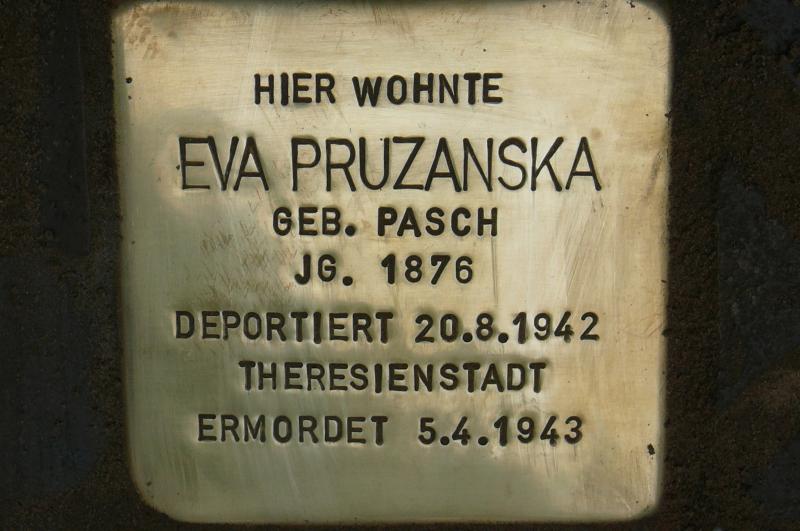 HIER WOHNTE
EVA PRUZANSKA
GEB. PASCH
JG. 1876
DEPORTIERT 20.8.1942
THERESIENSTADT
ERMORDET 5.4.1943